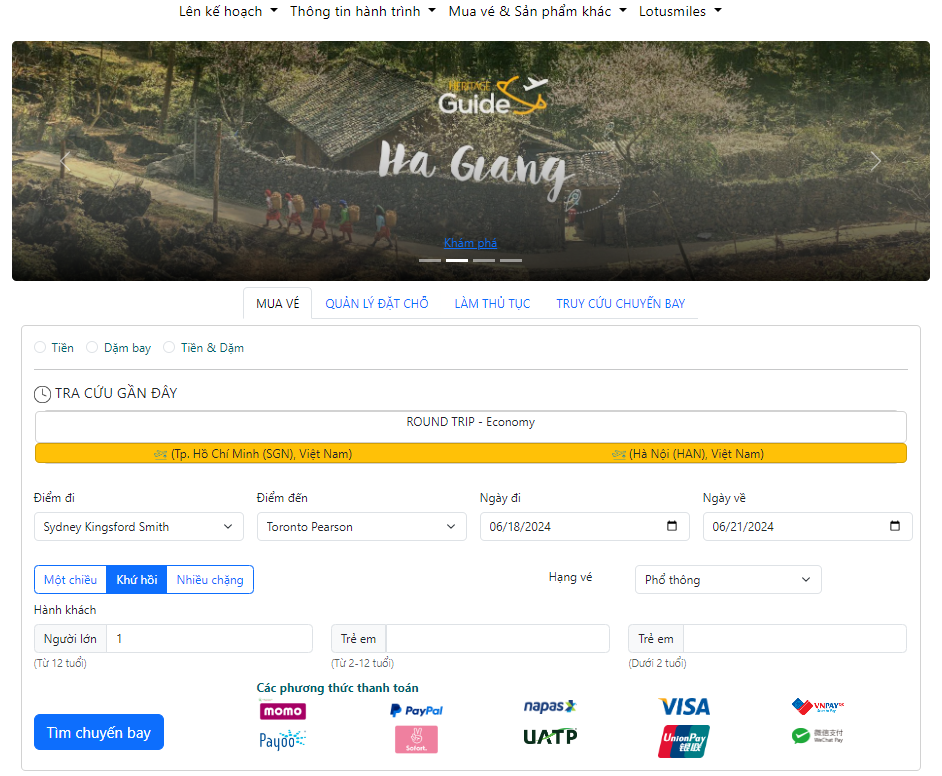 Lên kế hoạch Thông tin hành trình Mua vé & Sản phẩm khác Lotusmiles
HERITAGE
Guide
Ha Giang
Khám phá
MUA VÉ QUẢN LÝ ĐẶT CHỖ LÀM THỦ TỤC TRUY CỨU CHUYẾN BAY
Tiền Dặm bay Tiền & Dặm
TRA CỨU GẦN ĐÂY
ROUND TRIP - Economy
(Tp. Hồ Chí Minh (SGN), Việt Nam) (Hà Nội (HAN), Việt Nam)
Điểm đi Điểm đến Ngày đi Ngày về
Sydney Kingsford Smith Toronto Pearson 06/18/2024 06/21/2024
Một chiều Khứ hồi Nhiều chặng Hạng vé Phổ thông
Hành khách
Người lớn 1 Trẻ em Trẻ em
(Từ 12 tuổi) (Từ 2-12 tuổi) (Dưới 2 tuổi)
Các phương thức thanh toán
momo PayPal napas VISA VNPAY
Tìm chuyến bay
Payoo Sofort. UATP UnionPay 银联 微信支付
WeChat Pay